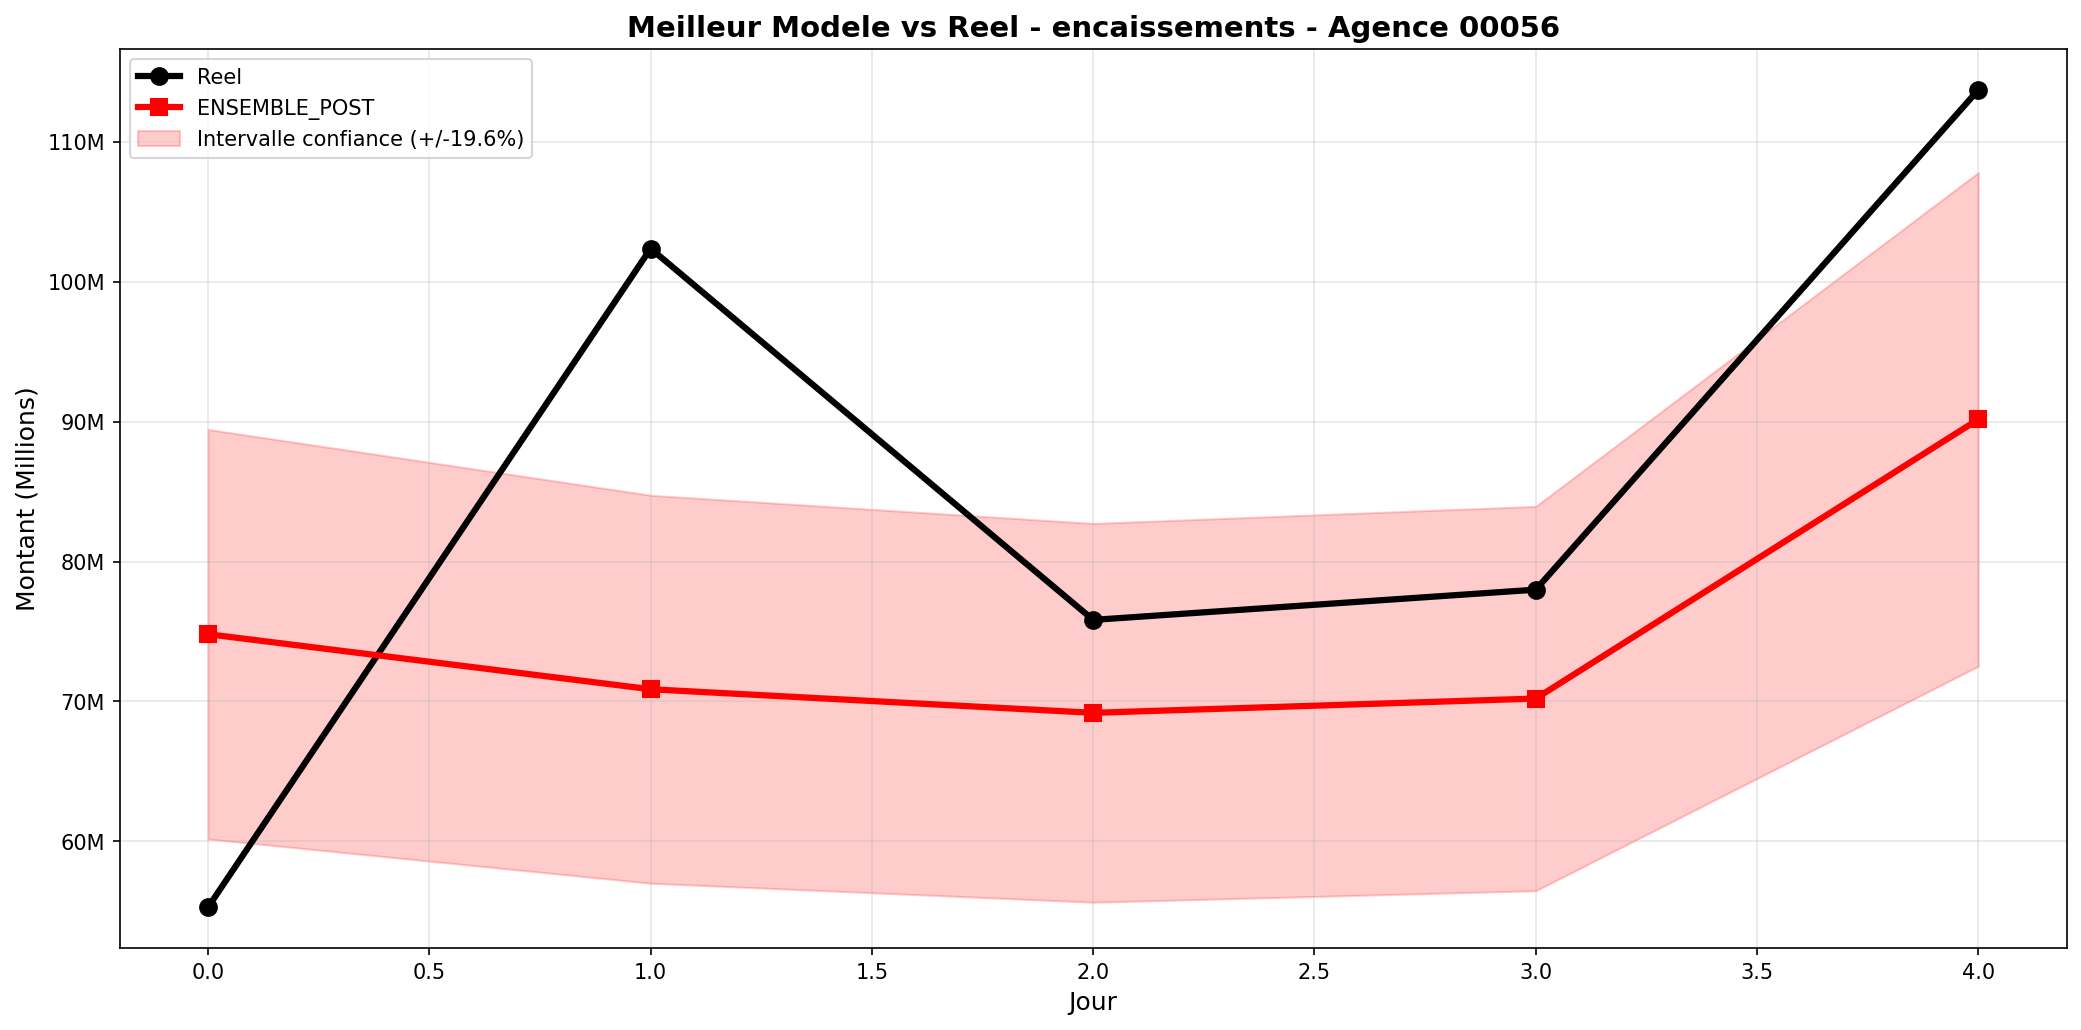 Meilleur Modele vs Reel - encaissements - Agence 00056
Reel
ENSEMBLE_POST
Intervalle confiance (+/-19.6%)
Montant (Millions)
110M
100M
90M
80M
70M
60M
0.0 0.5 1.0 1.5 2.0 2.5 3.0 3.5 4.0
Jour